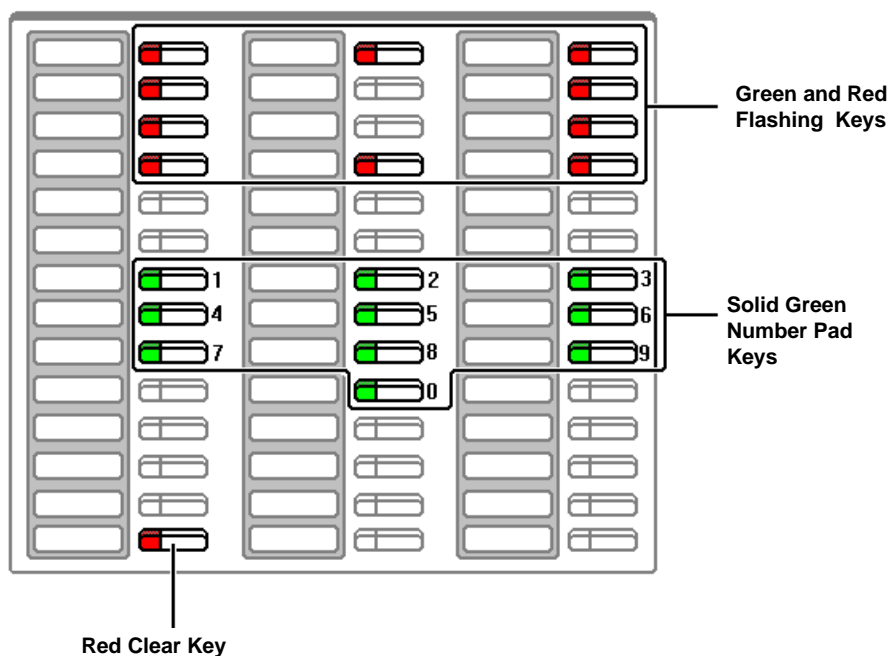 Green and Red
Flashing Keys
1 2 3
4 5 6
7 8 9
0
Solid Green
Number Pad
Keys
Red Clear Key